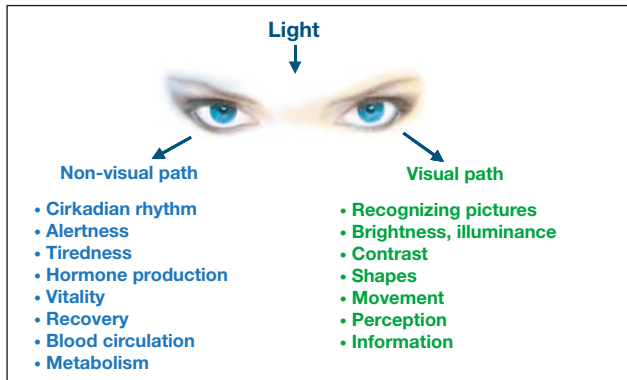 Light
Non-visual path
• Cirkadian rhythm
• Alertness
• Tiredness
• Hormone production
• Vitality
• Recovery
• Blood circulation
• Metabolism
Visual path
• Recognizing pictures
• Brightness, illuminance
• Contrast
• Shapes
• Movement
• Perception
• Information